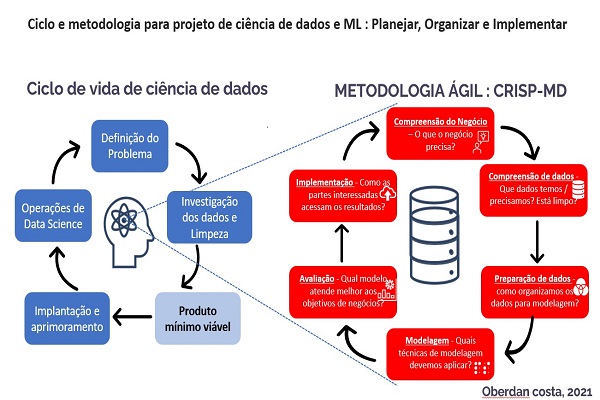 Ciclo e metodologia para projeto de ciência de dados e ML : Planejar, Organizar e Implementar
Ciclo de vida de ciência de dados
Definição do
Problema
Investigação
dos dados e
Limpeza
Produto
mínimo viável
Implantação e
aprimoramento
Operações de
Data Science
METODOLOGIA ÁGIL : CRISP-MD
Compreensão do Negócio
– O que o negócio
precisa?
Compreensão de dados -
Que dados temos /
precisamos? Está limpo?
Preparação de dados -
como organizamos os
dados para modelagem?
Modelagem - Quais
técnicas de modelagem
devemos aplicar?
Avaliação - Qual modelo
atende melhor aos
objetivos de negócios?
Implementação - Como as
partes interessadas
acessam os resultados?
Oberdan costa, 2021